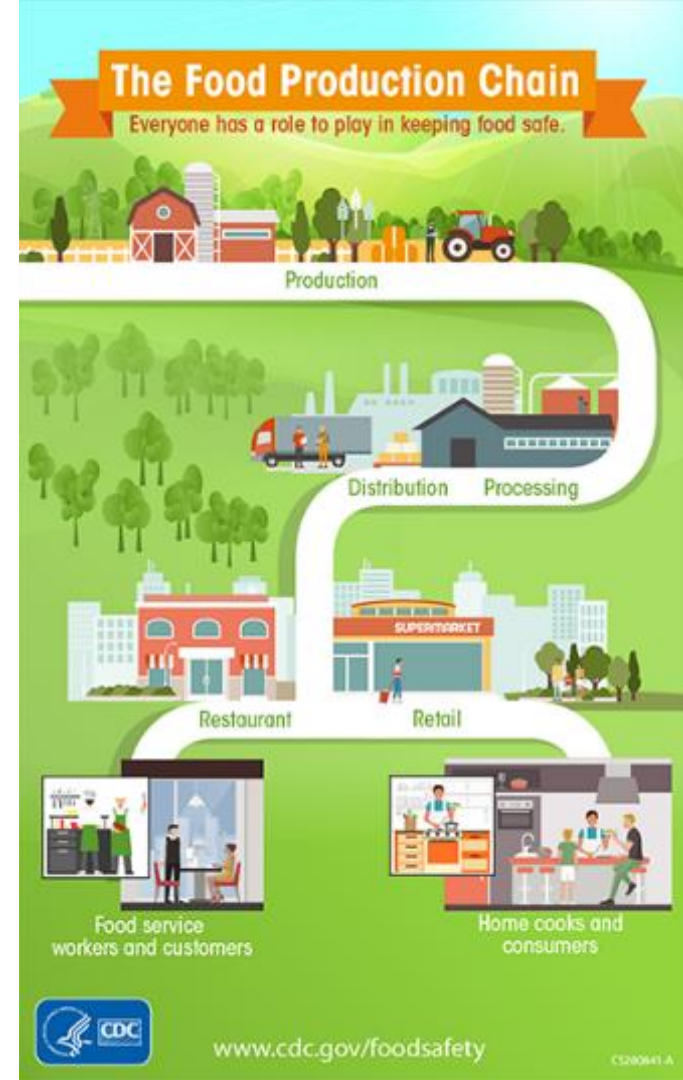 The Food Production Chain
Everyone has a role to play in keeping food safe.
Production
Distribution Processing
SUPERMARKET
Restaurant Retail
Food service
workers and customers
Home cooks and
consumers
CDC
www.cdc.gov/foodsafety
CS280841-A